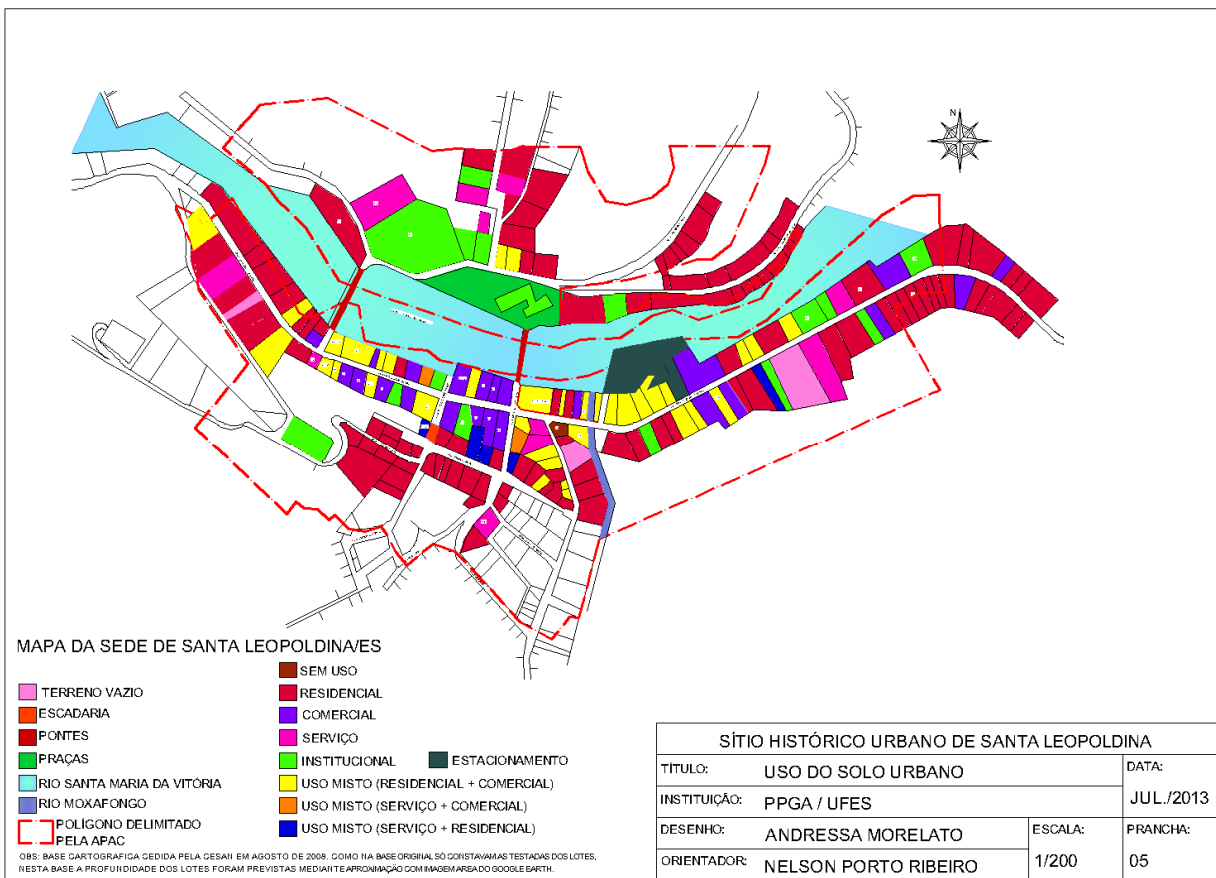 N
MAPA DA SEDE DE SANTA LEOPOLDINA/ES
TERRENO VAZIO
ESCADARIA
PONTES
PRAÇAS
RIO SANTA MARIA DA VITÓRIA
RIO MOXAFONGO
POLÍGONO DELIMITADO
PELA APAC
SEM USO
RESIDENCIAL
COMERCIAL
SERVIÇO
INSTITUCIONAL
ESTACIONAMENTO
USO MISTO (RESIDENCIAL + COMERCIAL)
USO MISTO (SERVIÇO + COMERCIAL)
USO MISTO (SERVIÇO + RESIDENCIAL)
OBS: BASE CARTOGRAFICA CEDIDA PELA CESAN EM AGOSTO DE 2008. COMO NA BASE ORIGINAL SÓ CONSTAVAM AS TESTADAS DOS LOTES,
NESTA BASE A PROFUNDIDADE DOS LOTES FORAM PREVISTAS MEDIANTE APROXIMAÇÃO COM IMAGEM AREA DO GOOGLE EARTH.
SÍTIO HISTÓRICO URBANO DE SANTA LEOPOLDINA
TÍTULO: USO DO SOLO URBANO
DATA:
JUL./2013
INSTITUIÇÃO: PPGA / UFES
DESENHO: ANDRESSA MORELATO
ESCALA:
1/200
PRANCHA:
05
ORIENTADOR: NELSON PORTO RIBEIRO